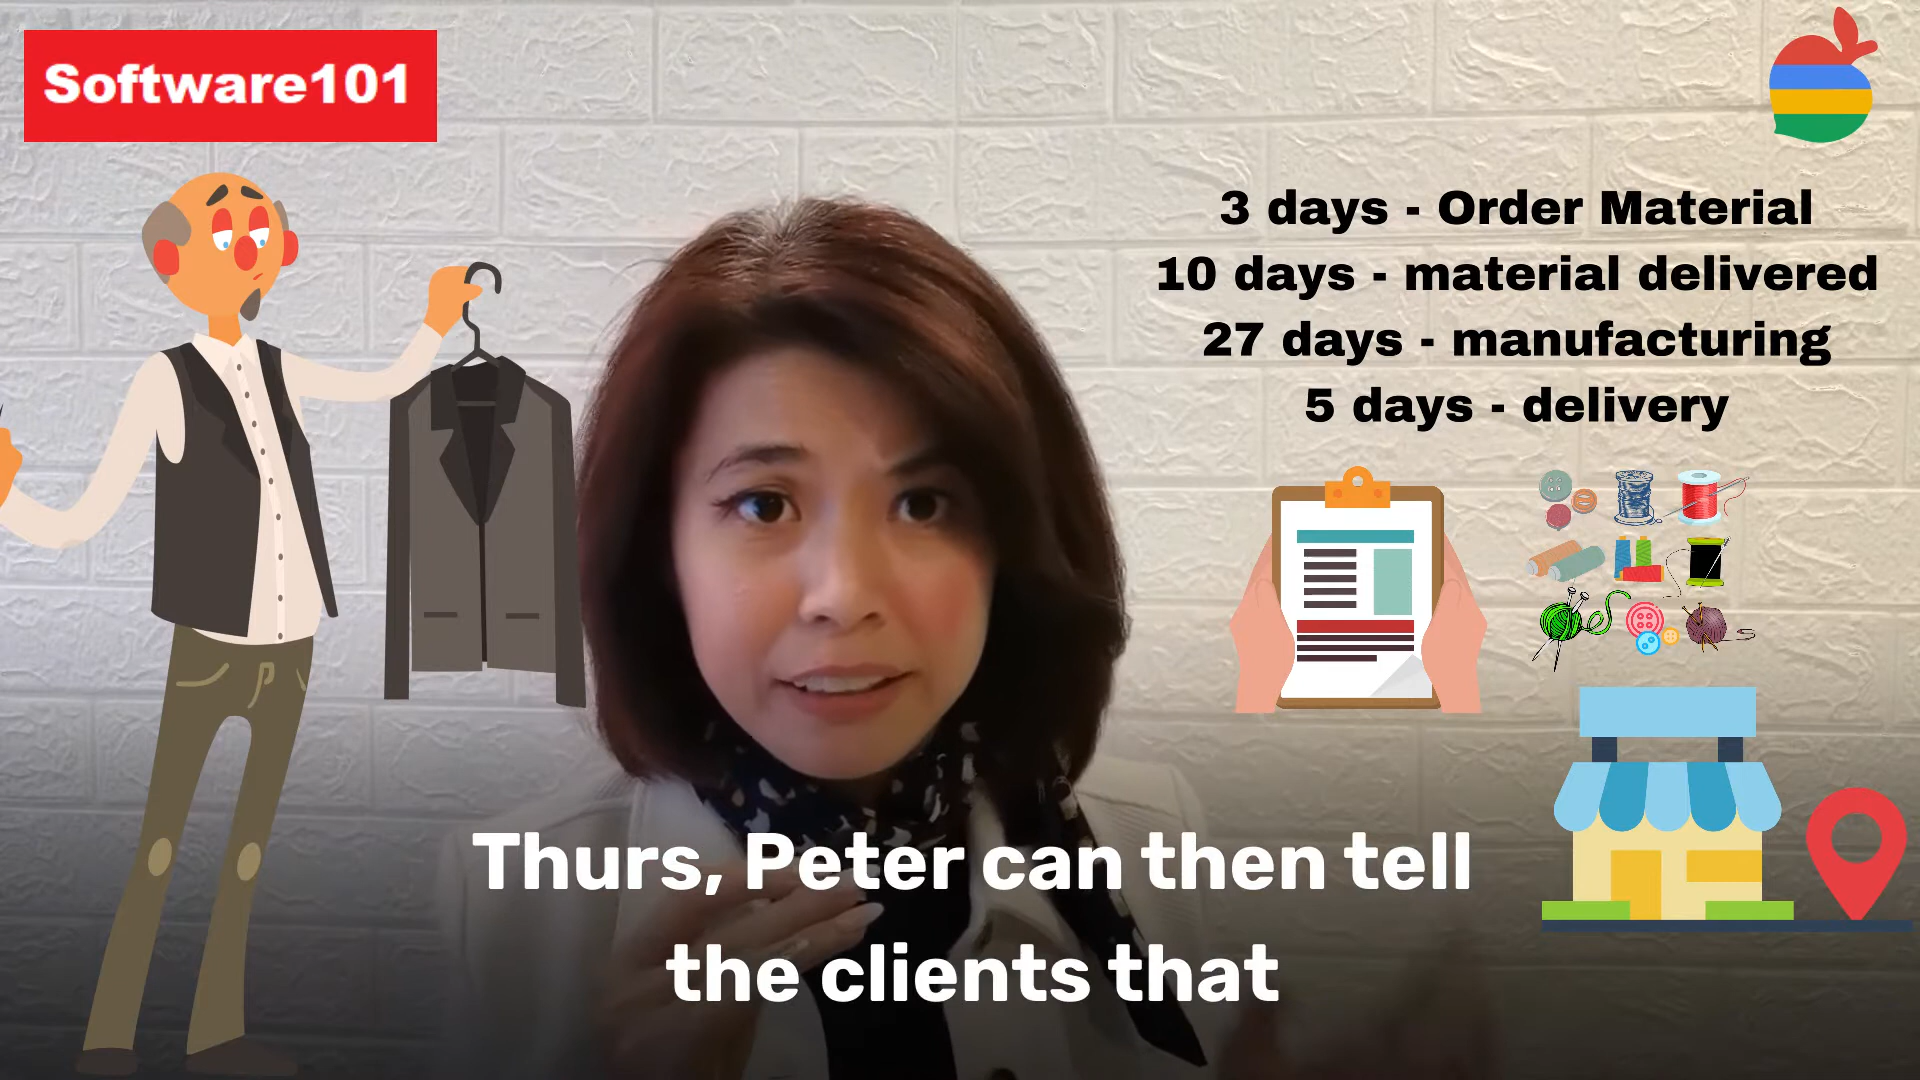 Software101
3 days - Order Material
10 days - material delivered
27 days - manufacturing
5 days - delivery
Thurs, Peter can then tell
the clients that